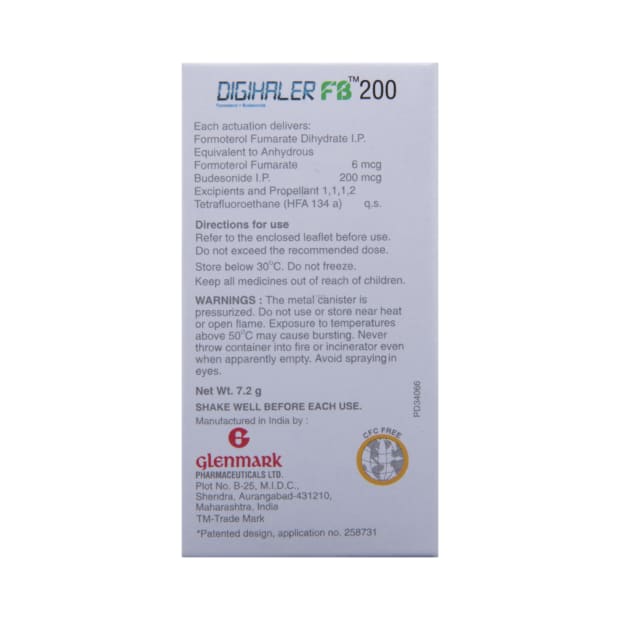 DIGIHALER FB™ 200
Formoterol + Budesonide
Each actuation delivers:
Formoterol Fumarate Dihydrate I.P.
Equivalent to Anhydrous
Formoterol Fumarate 6 mcg
Budesonide I.P. 200 mcg
Excipients and Propellant 1,1,1,2
Tetrafluoroethane (HFA 134 a) q.s.
Directions for use
Refer to the enclosed leaflet before use.
Do not exceed the recommended dose.
Store below 30°C. Do not freeze.
Keep all medicines out of reach of children.
WARNINGS : The metal canister is
pressurized. Do not use or store near heat
or open flame. Exposure to temperatures
above 50°C may cause bursting. Never
throw container into fire or incinerator even
when apparently empty. Avoid spraying in
eyes.
Net Wt. 7.2 g
SHAKE WELL BEFORE EACH USE.
Manufactured in India by :
G
glenmark
PHARMACEUTICALS LTD.
Plot No. B-25, M.I.D.C.,
Shendra, Aurangabad-431210,
Maharashtra, India
TM-Trade Mark
*Patented design, application no. 258731
CFC FREE
PD34066